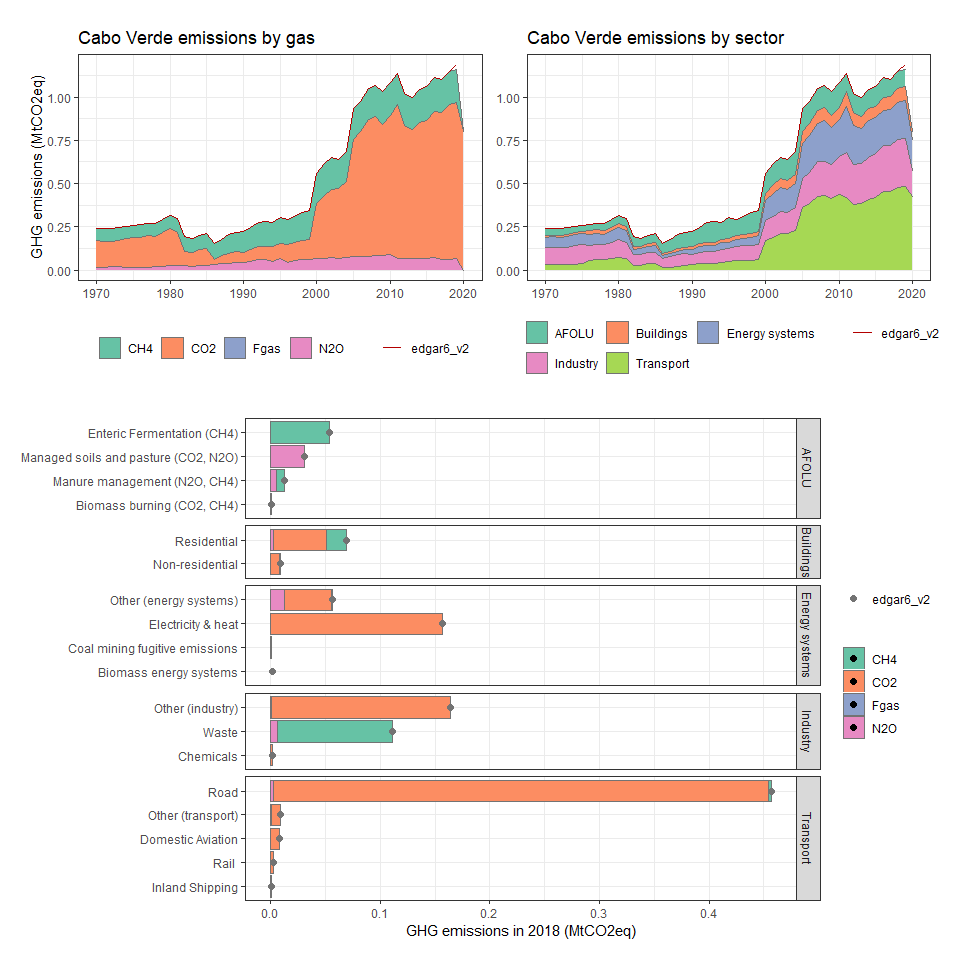 Cabo Verde emissions by gas
GHG emissions (MtCO2eq)
1.00
0.75
0.50
0.25
0.00
1970 1980 1990 2000 2010 2020
CH4 CO2 Fgas N2O edgar6_v2
Cabo Verde emissions by sector
1.00
0.75
0.50
0.25
0.00
1970 1980 1990 2000 2010 2020
AFOLU Buildings Energy systems edgar6_v2
Industry Transport
Enteric Fermentation (CH4)
Managed soils and pasture (CO2, N2O)
Manure management (N2O, CH4)
Biomass burning (CO2, CH4)
AFOLU
Residential
Non-residential
Buildings
Other (energy systems)
Electricity & heat
Coal mining fugitive emissions
Biomass energy systems
Energy systems
Other (industry)
Waste
Chemicals
Industry
Road
Other (transport)
Domestic Aviation
Rail
Inland Shipping
Transport
0.0 0.1 0.2 0.3 0.4
GHG emissions in 2018 (MtCO2eq)
edgar6_v2
CH4
CO2
Fgas
N2O